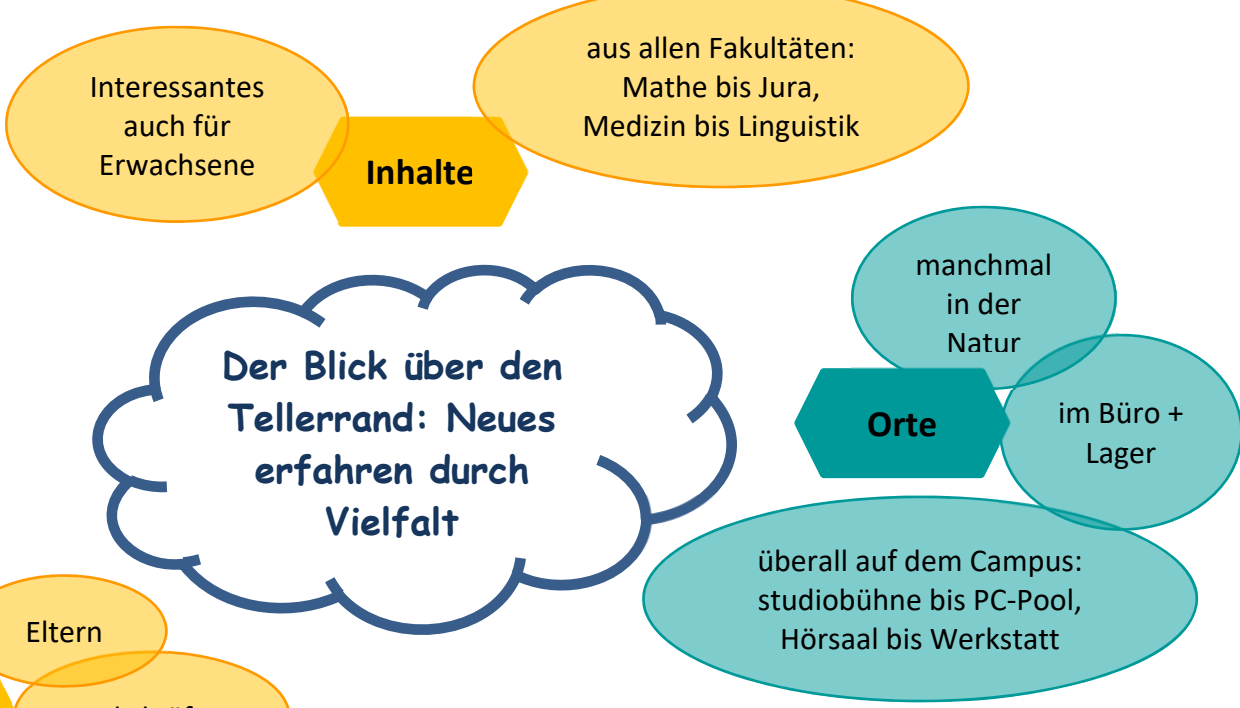 aus allen Fakultäten:
Mathe bis Jura,
Medizin bis Linguistik
Interessantes
auch für
Erwachsene
Inhalte
manchmal
in der
Natur
Der Blick über den
Tellerrand: Neues
erfahren durch
Vielfalt
Orte
im Büro +
Lager
überall auf dem Campus:
studiobühne bis PC-Pool,
Hörsaal bis Werkstatt
Eltern